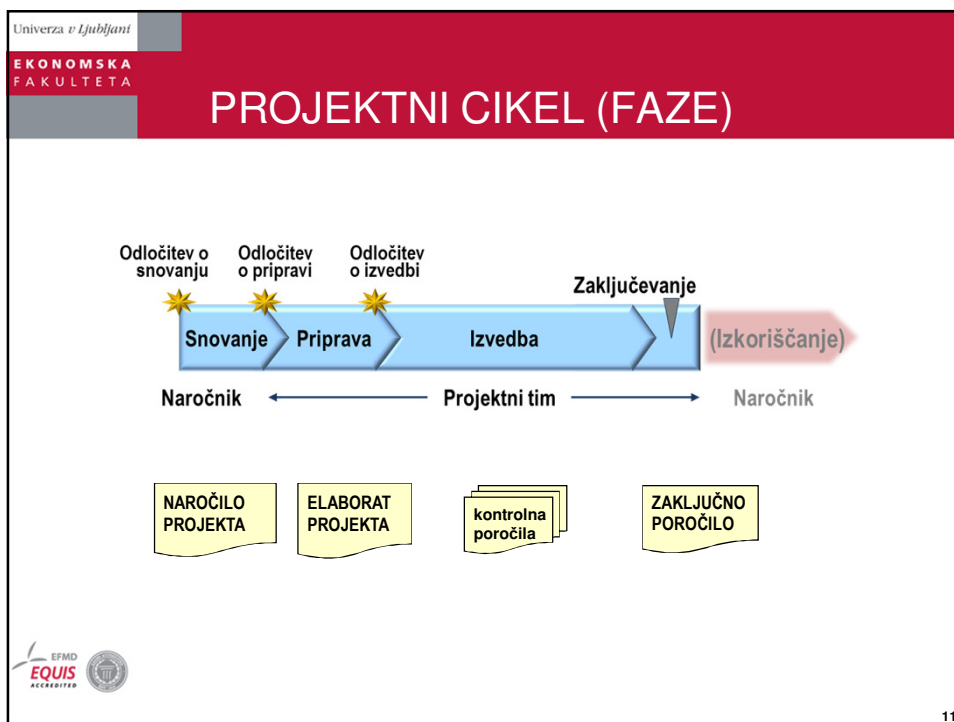 Univerza v Ljubljani
EKONOMSKA
FAKULTETA
PROJEKTNI CIKEL (FAZE)
Odločitev o
snovanju
Odločitev
o pripravi
Odločitev
o izvedbi
Zaključevanje
Snovanje
Priprava
Izvedba
(Izkoriščanje)
Naročnik
Projektni tim
Naročnik
NAROČILO
PROJEKTA
ELABORAT
PROJEKTA
kontrolna
poročila
ZAKLJUČNO
POROČILO
EFMD
EQUIS
ACCREDITED
11